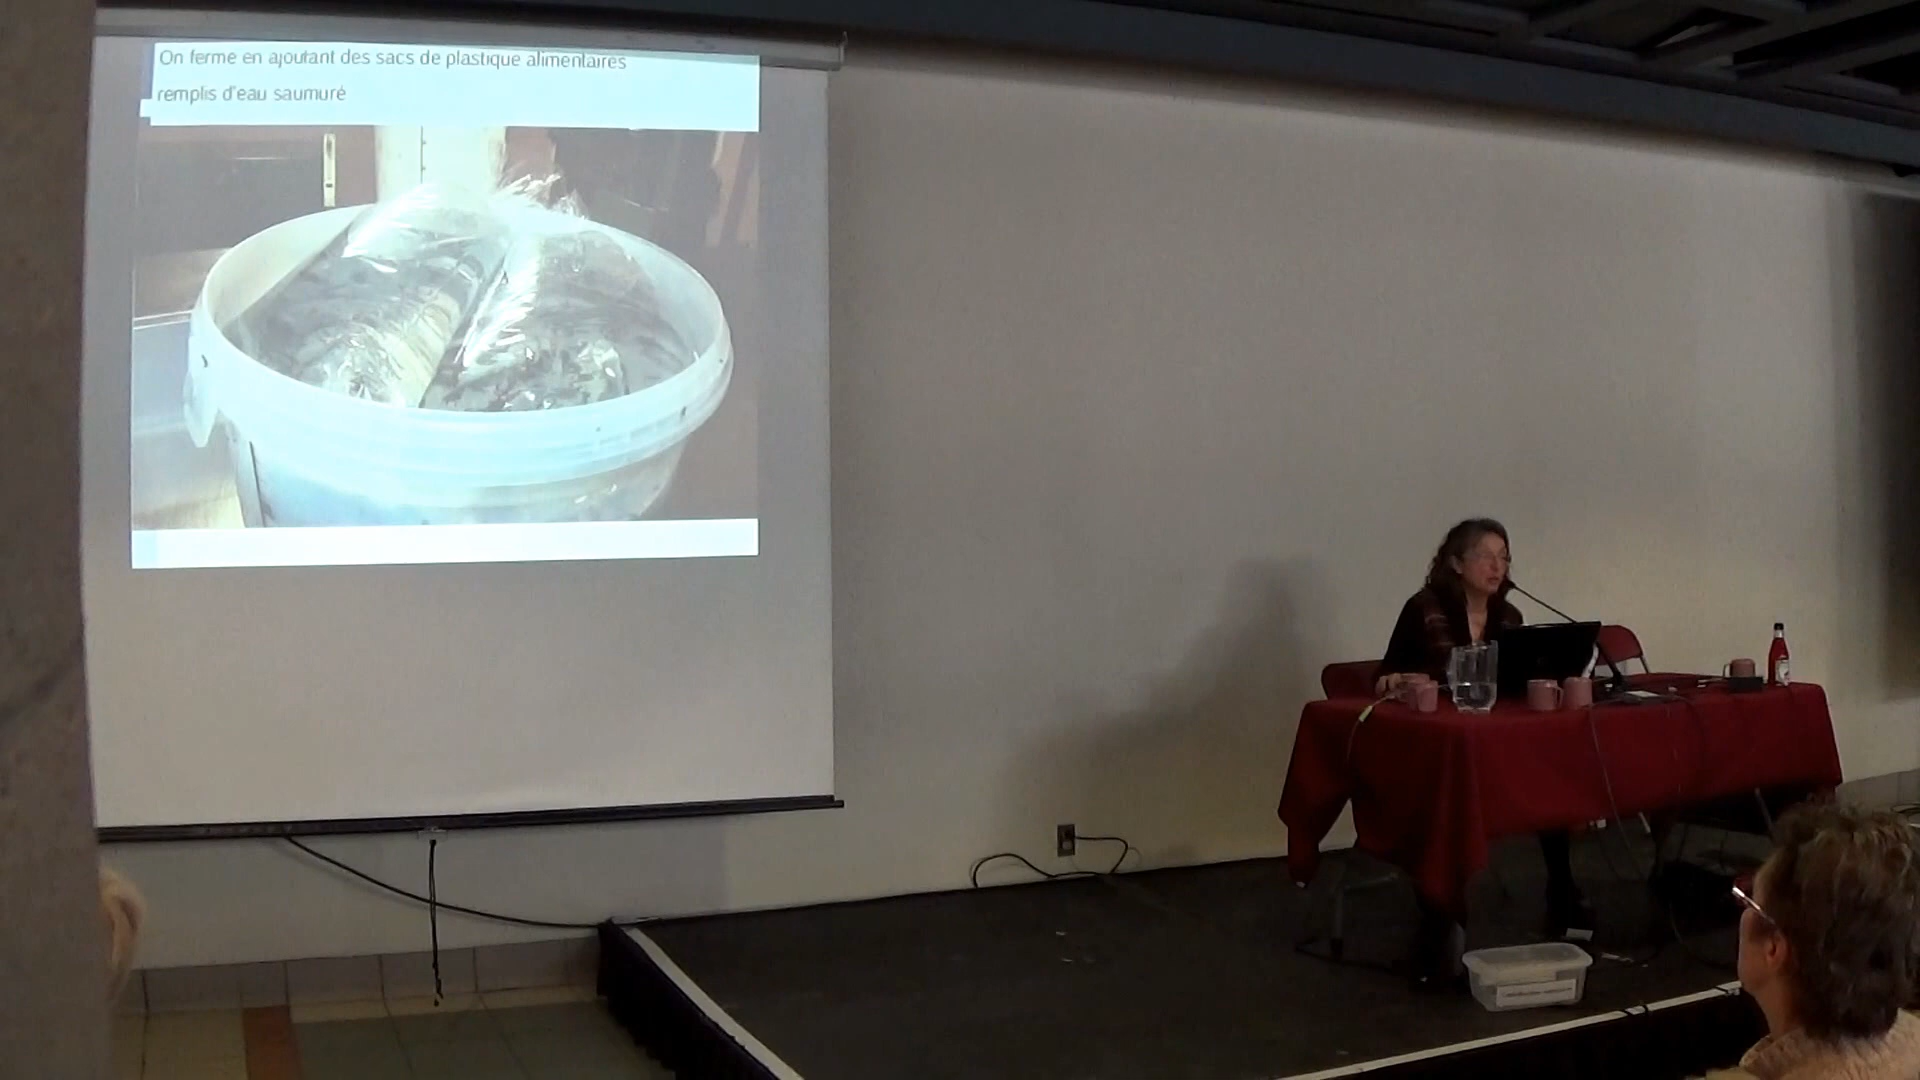 On ferme en ajoutant des sacs de plastique alimentaires
remplis d'eau saumuré